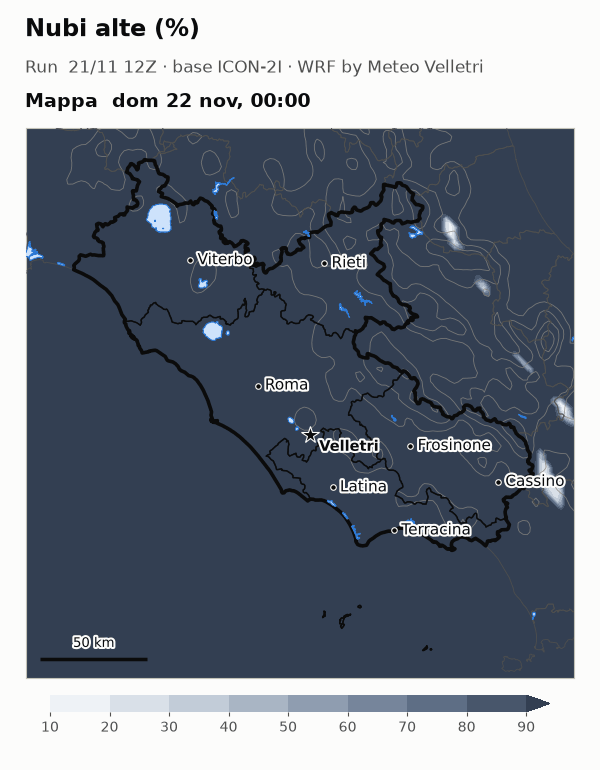 Nubi alte (%)
Run  21/11 12Z · base ICON-2I · WRF by Meteo Velletri
Mappa  dom 22 nov, 00:00
Viterbo
Rieti
Roma
Velletri
Frosinone
Cassino
Latina
Terracina
50 km
10 20 30 40 50 60 70 80 90